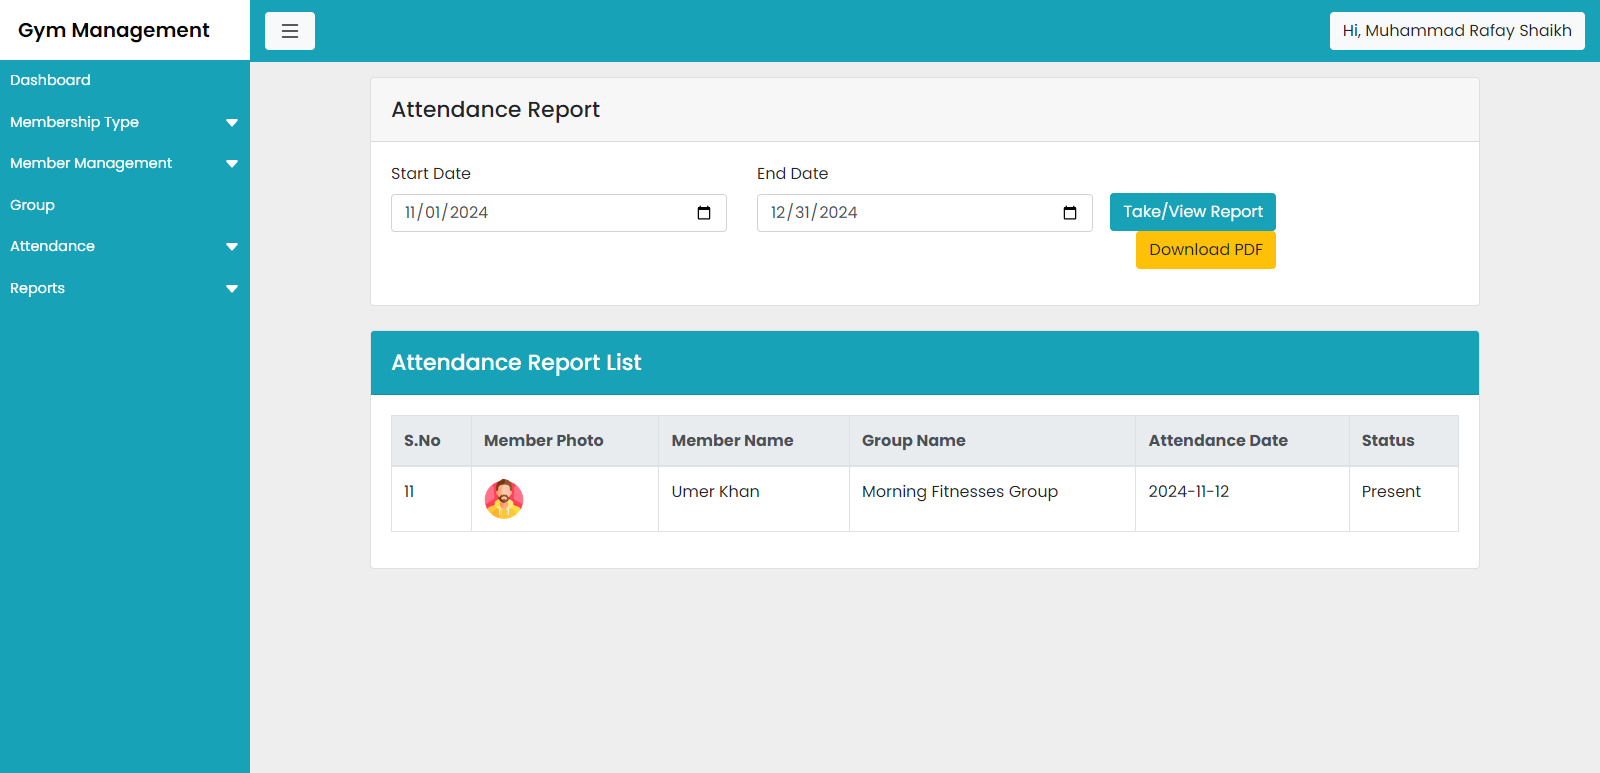 Gym Management
Hi, Muhammad Rafay Shaikh
Dashboard
Membership Type
Member Management
Group
Attendance
Reports
Attendance Report
Start Date End Date
11/01/2024 12/31/2024 Take/View Report
Download PDF
Attendance Report List
S.No Member Photo Member Name Group Name Attendance Date Status
11 Umer Khan Morning Fitnesses Group 2024-11-12 Present